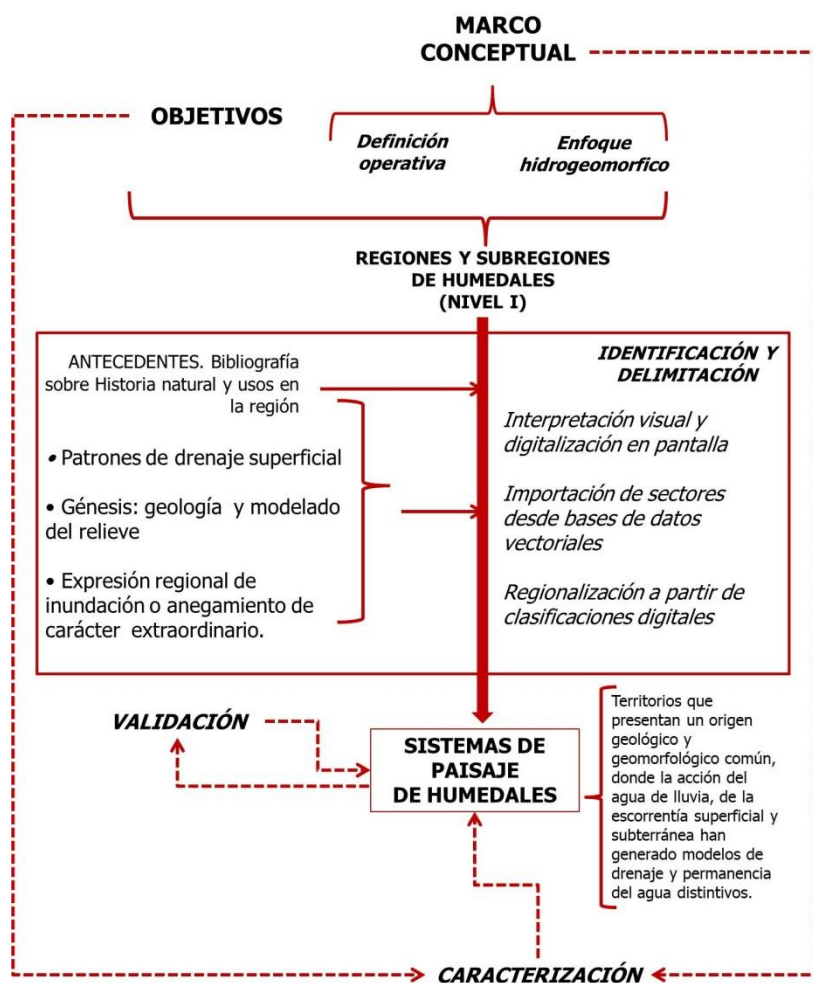 MARCO
CONCEPTUAL
OBJETIVOS
Definición
operativa
Enfoque
hidrogeomorfico
REGIONES Y SUBREGIONES
DE HUMEDALES
(NIVEL I)
ANTECEDENTES. Bibliografía
sobre Historia natural y usos en
la región
• Patrones de drenaje superficial
• Génesis: geología y modelado
del relieve
• Expresión regional de
inundación o anegamiento de
carácter extraordinario.
IDENTIFICACIÓN Y
DELIMITACIÓN
Interpretación visual y
digitalización en pantalla
Importación de sectores
desde bases de datos
vectoriales
Regionalización a partir de
clasificaciones digitales
VALIDACIÓN
SISTEMAS DE
PAISAJE
DE HUMEDALES
Territorios que
presentan un origen
geológico y
geomorfológico común,
donde la acción del
agua de lluvia, de la
escorrentía superficial y
subterránea han
generado modelos de
drenaje y permanencia
del agua distintivos.
CARACTERIZACIÓN